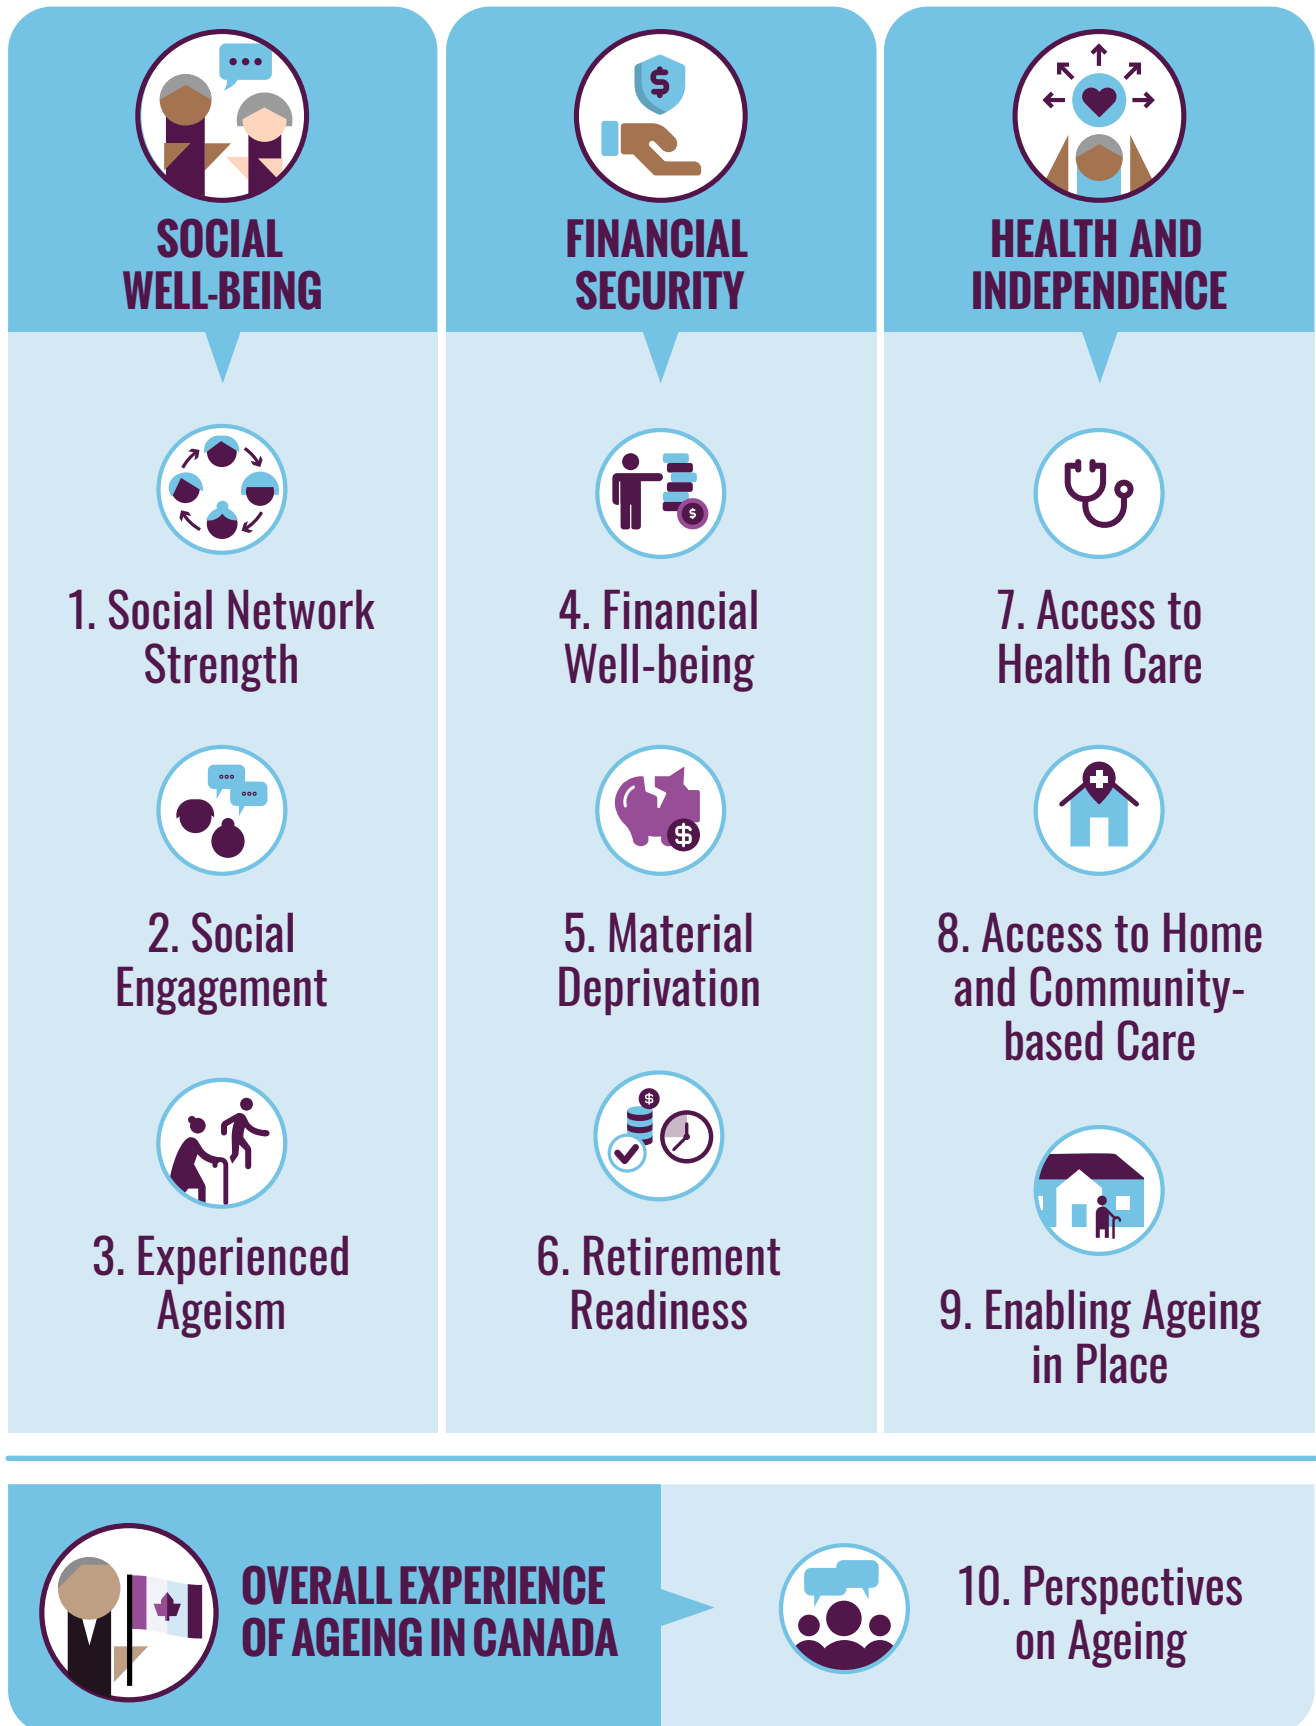 SOCIAL
WELL-BEING
1. Social Network
Strength
2. Social
Engagement
3. Experienced
Ageism
$
FINANCIAL
SECURITY
$
4. Financial
Well-being
$
5. Material
Deprivation
$
6. Retirement
Readiness
HEALTH AND
INDEPENDENCE
7. Access to
Health Care
8. Access to Home
and Community-
based Care
9. Enabling Ageing
in Place
OVERALL EXPERIENCE
OF AGEING IN CANADA
10. Perspectives
on Ageing